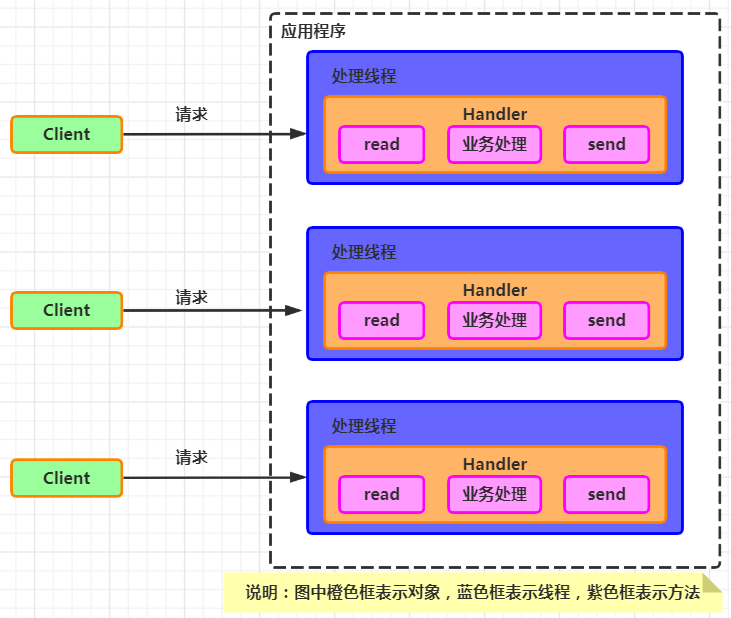 应用程序
处理线程
Client
请求
Handler
read
业务处理
send
处理线程
Client
请求
Handler
read
业务处理
send
处理线程
Client
请求
Handler
read
业务处理
send
说明：图中橙色框表示对象，蓝色框表示线程，紫色框表示方法